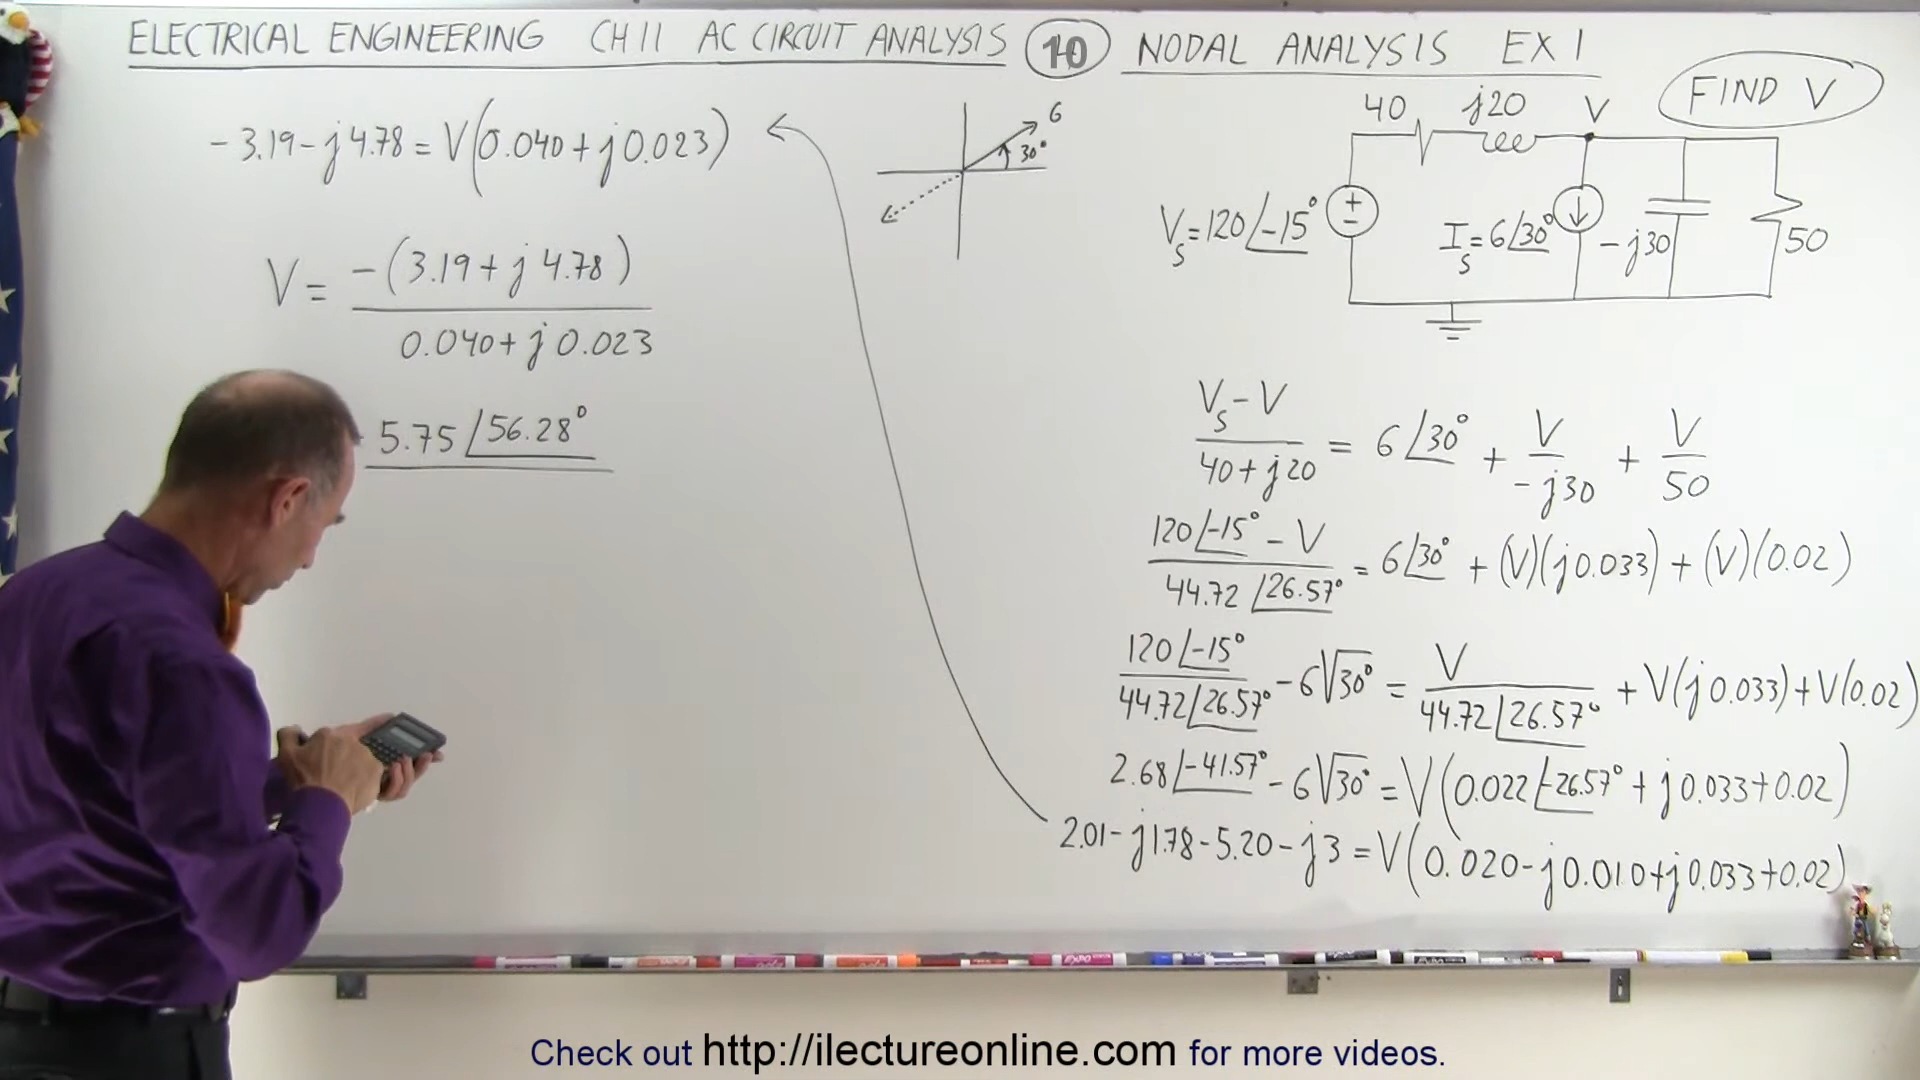 ELECTRICAL ENGINEERING CH 11 AC CIRCUIT ANALYSIS 10 NODAL ANALYSIS EX 1
FIND V
-3.19-j4.78=V(0.040+j0.023)
V= -(3.19+j4.78)
0.040+j0.023
5.75∠56.28°
6
30°
40 j20 V
Vs=120∠-15°
+
-
Is=6∠30°
-j30
50
Vs-V
40+j20
= 6∠30° + V/-j30 + V/50
120∠-15° - V
44.72∠26.57°
= 6∠30° + (V)(j0.033)+(V)(0.02)
120∠-15°
44.72∠26.57°
-6√30° = V
44.72∠26.57°
+V(j0.033)+V(0.02)
2.68∠-41.57° -6√30° =V(0.022∠-26.57° + j0.033+0.02)
2.01-j1.78-5.20-j3=V(0.020-j0.010+j0.033+0.02)
Check out http://ilectureonline.com for more videos.